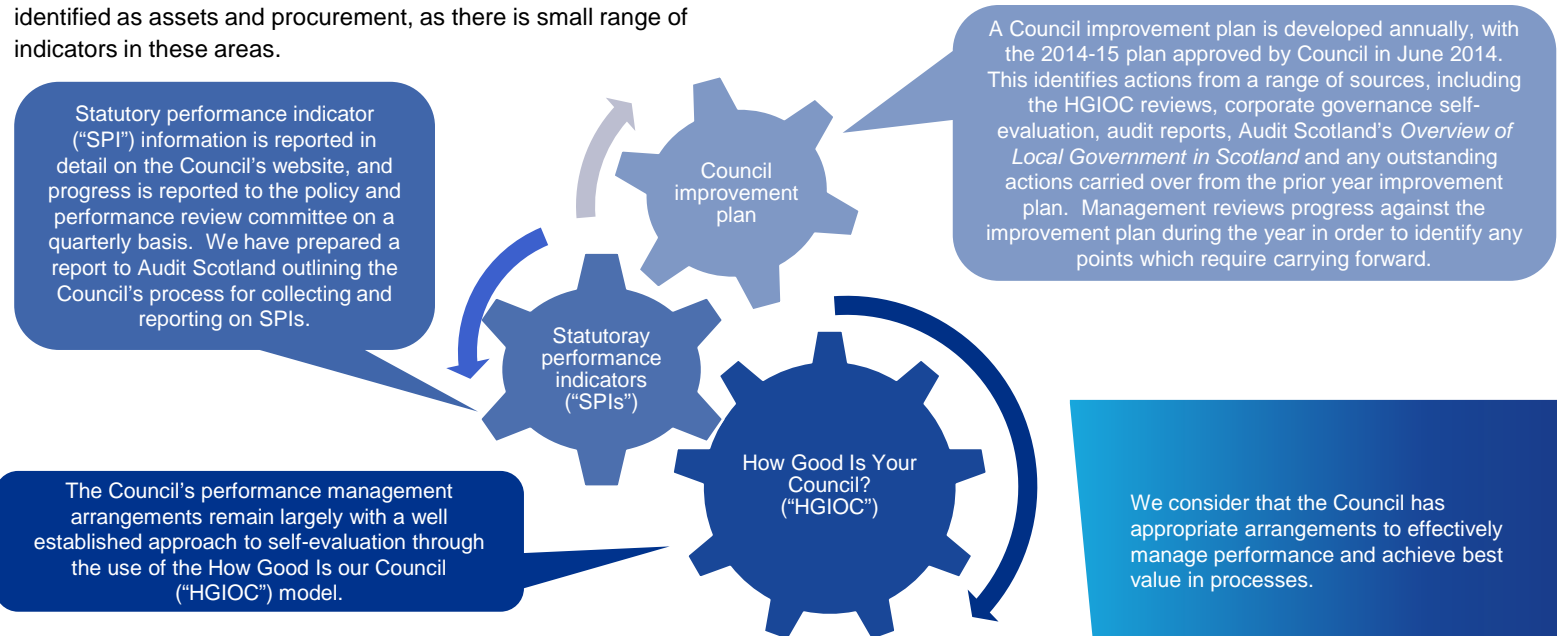 identified as assets and procurement, as there is small range of
indicators in these areas.
Statutory performance indicator
(“SPI”) information is reported in
detail on the Council’s website, and
progress is reported to the policy and
performance review committee on a
quarterly basis.  We have prepared a
report to Audit Scotland outlining the
Council’s process for collecting and
reporting on SPIs.
A Council improvement plan is developed annually, with
the 2014-15 plan approved by Council in June 2014.
This identifies actions from a range of sources, including
the HGIOC reviews, corporate governance self-
evaluation, audit reports, Audit Scotland’s Overview of
Local Government in Scotland and any outstanding
actions carried over from the prior year improvement
plan.  Management reviews progress against the
improvement plan during the year in order to identify any
points which require carrying forward.
Council
improvement
plan
Statutoray
performance
indicators
(“SPIs”)
How Good Is Your
Council?
(“HGIOC”)
The Council’s performance management
arrangements remain largely with a well
established approach to self-evaluation through
the use of the How Good Is our Council
(“HGIOC”) model.
We consider that the Council has
appropriate arrangements to effectively
manage performance and achieve best
value in processes.